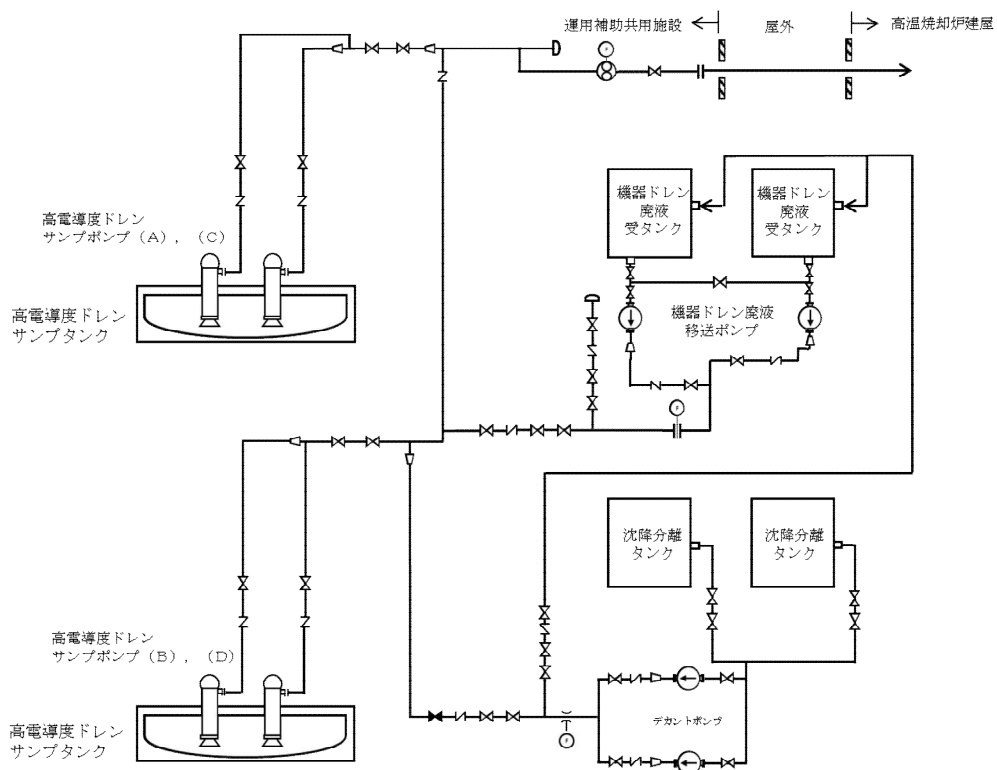 運用補助共用施設
屋外
高温焼却炉建屋
F
高電導度ドレン
サンプポンプ（A），（C）
高電導度ドレン
サンプタンク
機器ドレン
廃液
受タンク
機器ドレン
廃液
受タンク
機器ドレン廃液
移送ポンプ
F
沈降分離
タンク
沈降分離
タンク
高電導度ドレン
サンプポンプ（B），（D）
高電導度ドレン
サンプタンク
デカントポンプ
F